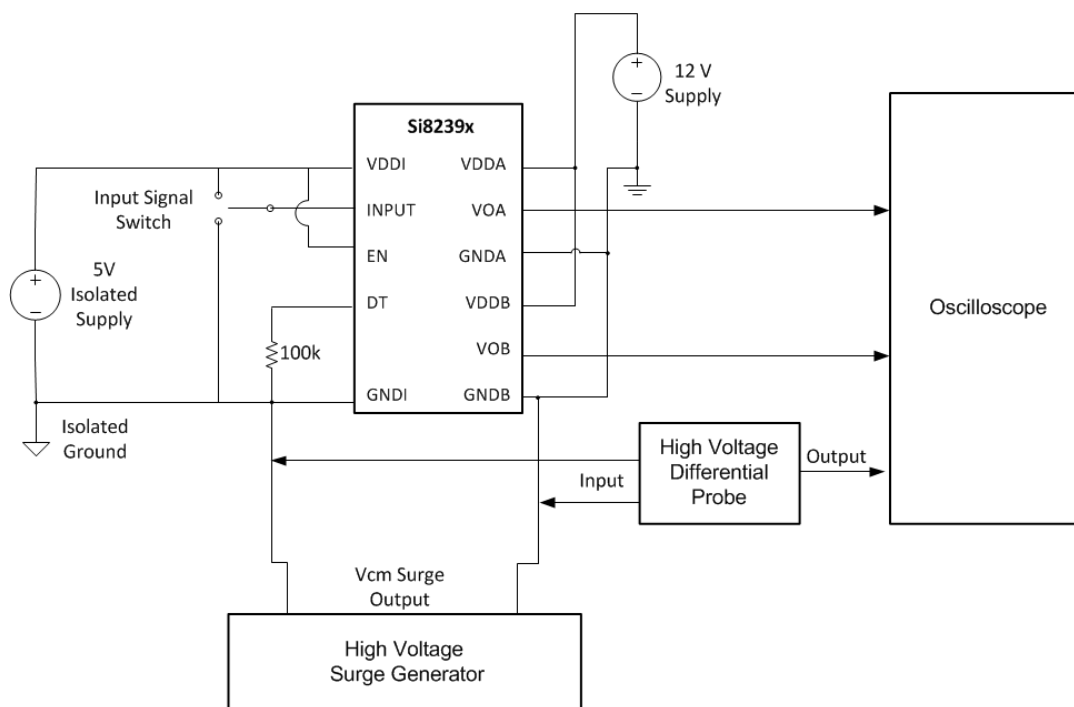 12 V
Supply
Si8239x
VDDI
VDDA
Input Signal
Switch
INPUT
VOA
EN
GNDA
5V
Isolated
Supply
DT
VDDB
Oscilloscope
100k
VOB
GNDI
GNDB
Isolated
Ground
High Voltage
Differential
Probe
Output
Input
Vcm Surge
Output
High Voltage
Surge Generator